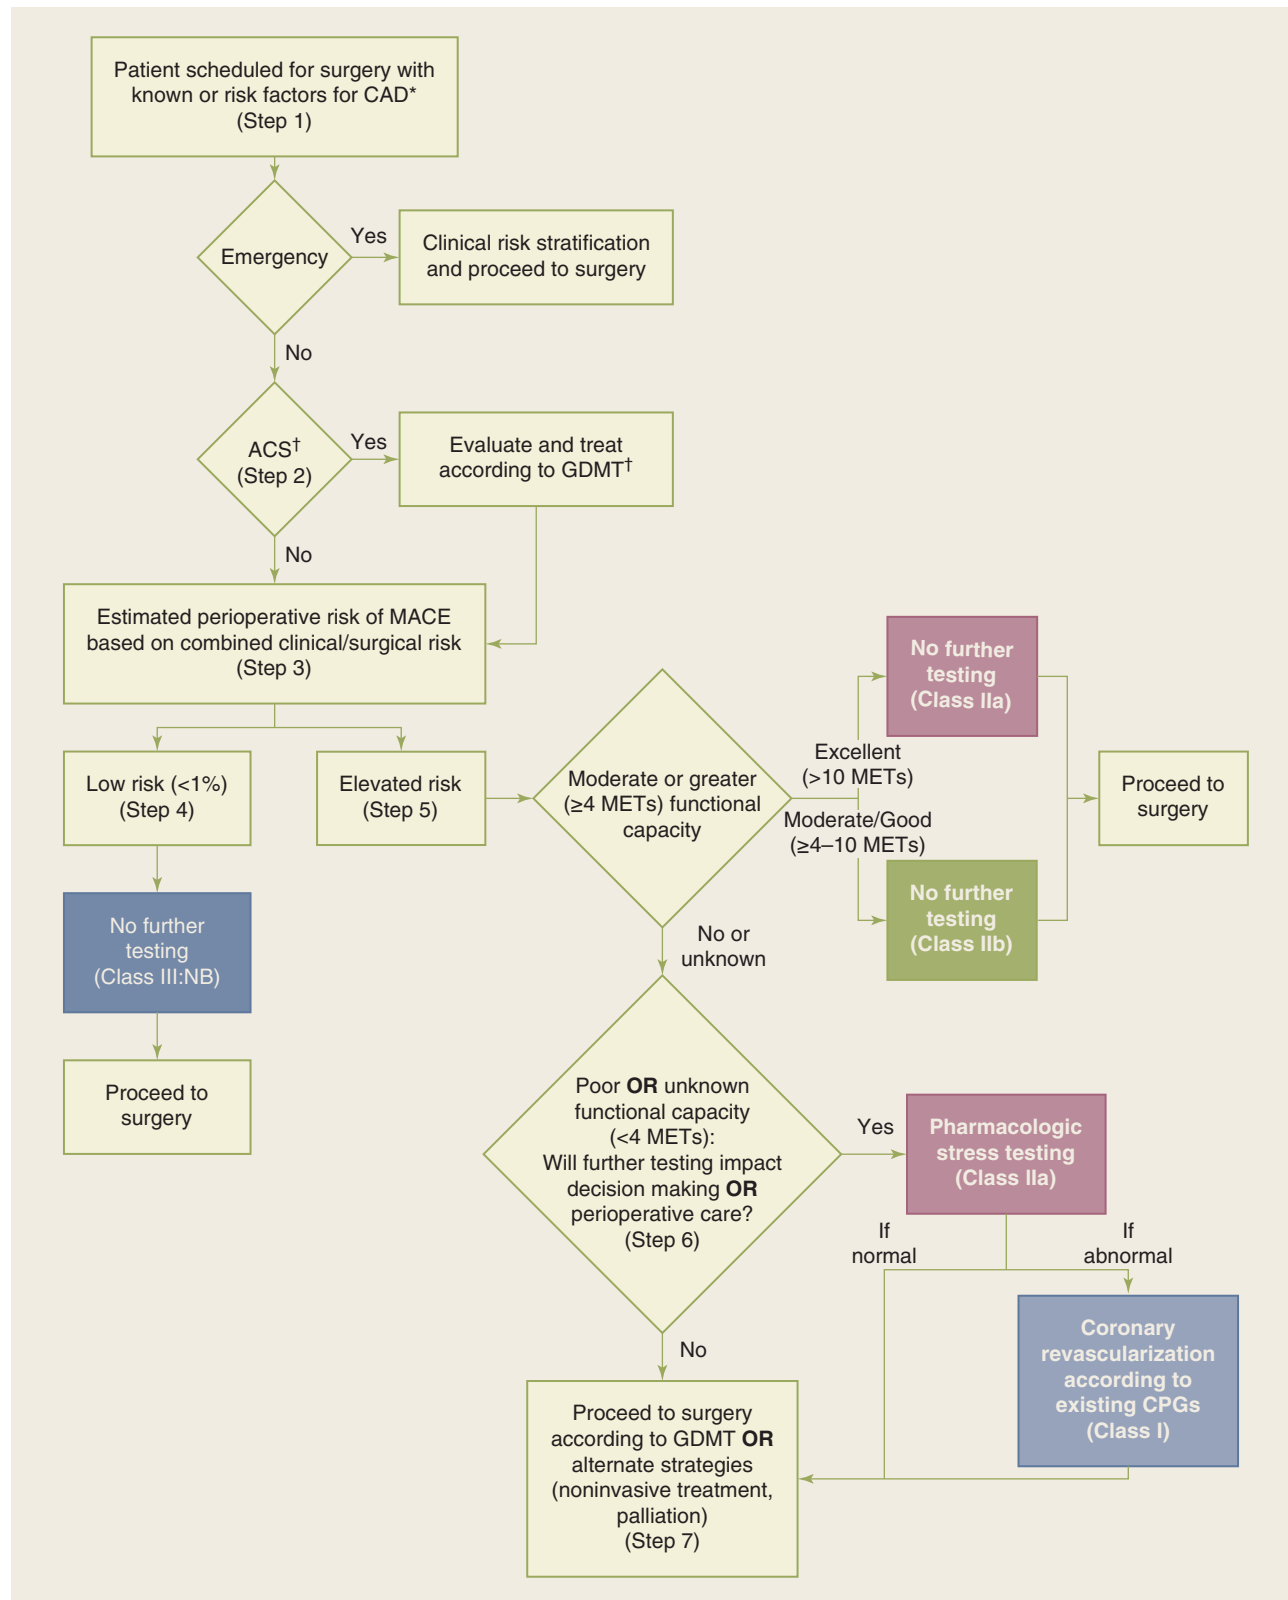 Patient scheduled for surgery with
known or risk factors for CAD*
(Step 1)
Emergency
Yes
Clinical risk stratification
and proceed to surgery
No
ACS†
(Step 2)
Yes
Evaluate and treat
according to GDMT†
No
Estimated perioperative risk of MACE
based on combined clinical/surgical risk
(Step 3)
Low risk (<1%)
(Step 4)
Elevated risk
(Step 5)
Moderate or greater
(≥4 METs) functional
capacity
Excellent
(>10 METs)
Moderate/Good
(≥4–10 METs)
No further
testing
(Class IIa)
No further
testing
(Class IIb)
Proceed to
surgery
No further
testing
(Class III:NB)
Proceed to
surgery
No or
unknown
Poor OR unknown
functional capacity
(<4 METs):
Will further testing impact
decision making OR
perioperative care?
(Step 6)
Yes
Pharmacologic
stress testing
(Class IIa)
If
normal
If
abnormal
Coronary
revascularization
according to
existing CPGs
(Class I)
No
Proceed to surgery
according to GDMT OR
alternate strategies
(noninvasive treatment,
palliation)
(Step 7)